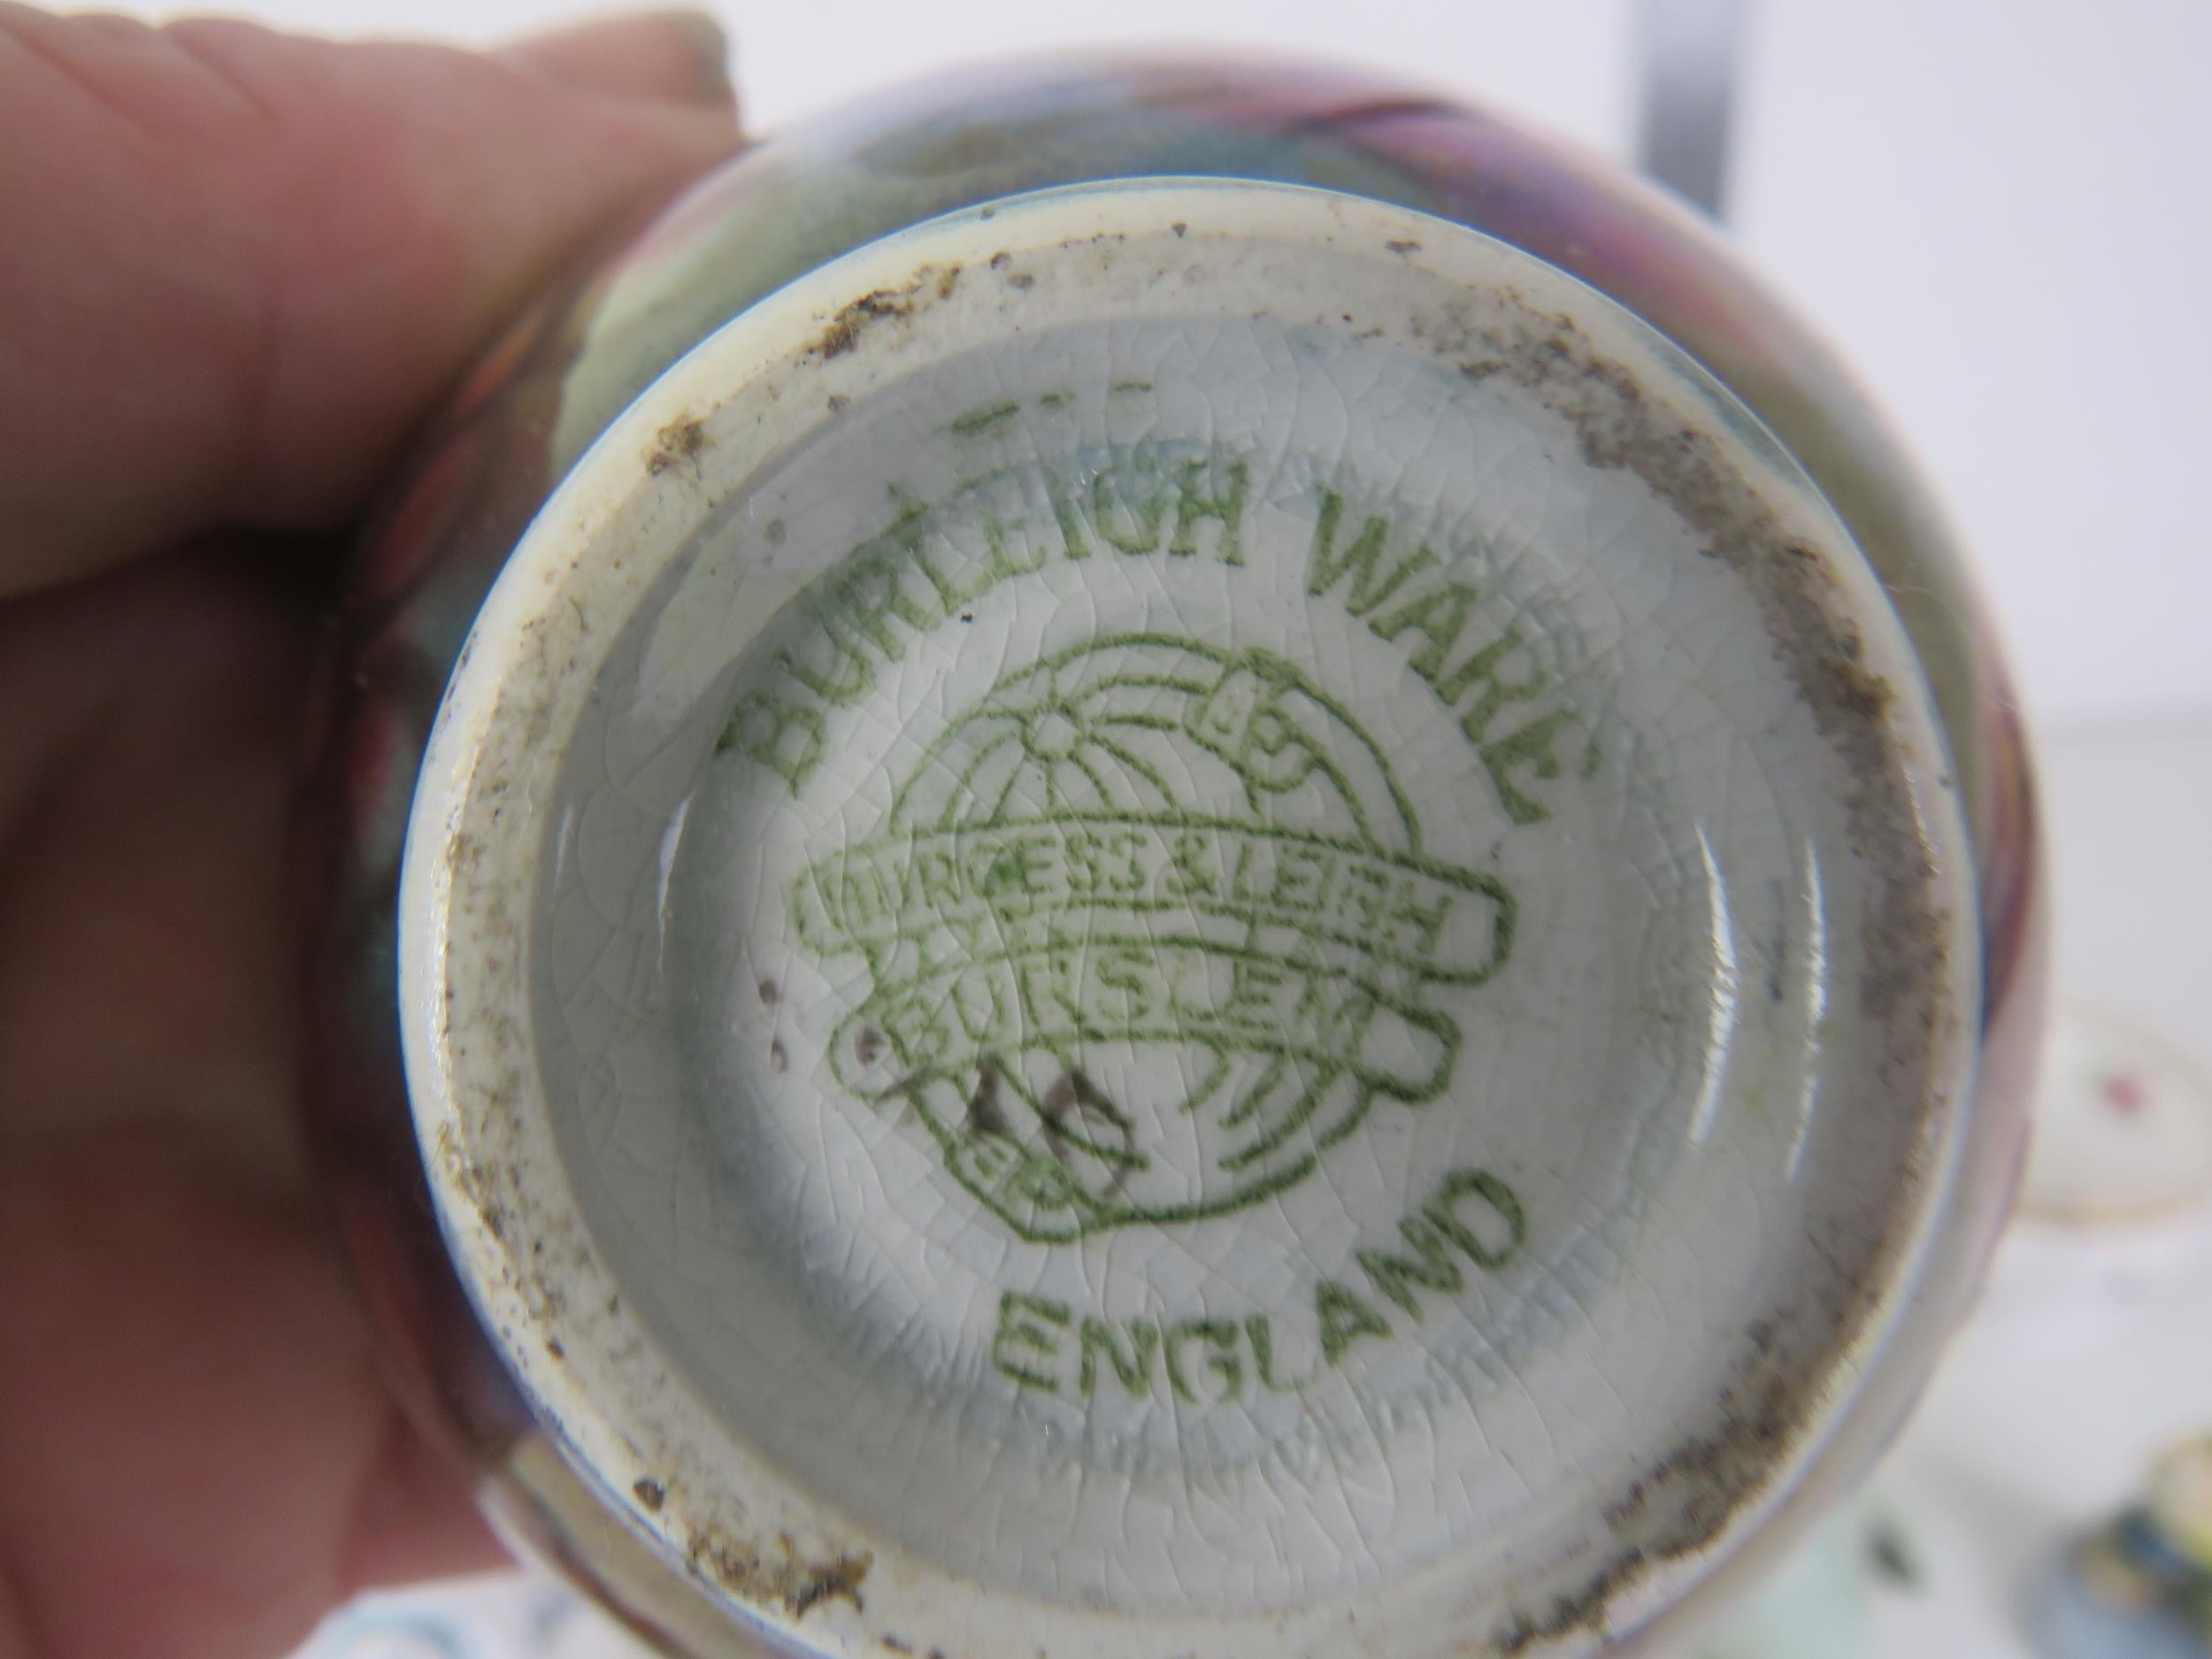 BURLEIGH WARE
BURGESS & LEIGH
BURSLEM
ENGLAND